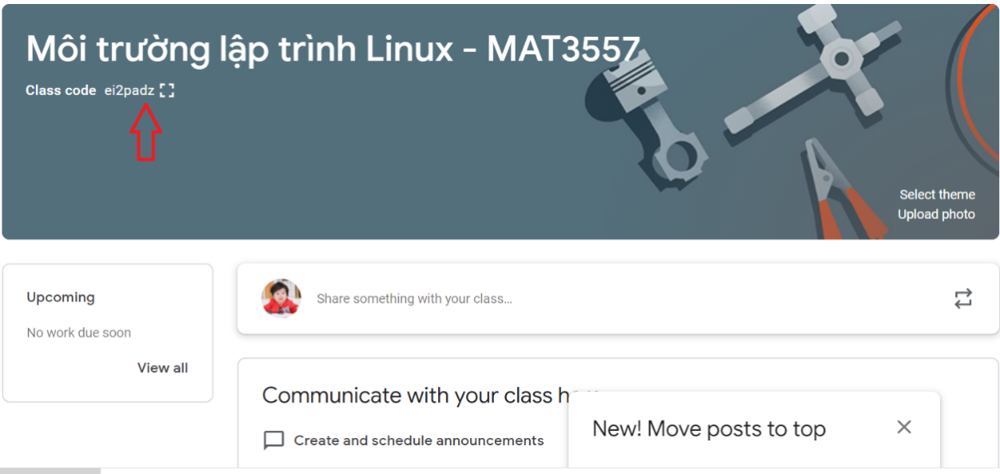 Môi trường lập trình Linux - MAT3557
Class code ei2padz
Select theme
Upload photo
Upcoming
No work due soon
View all
Share something with your class...
Communicate with your class
Create and schedule announcements
New! Move posts to top